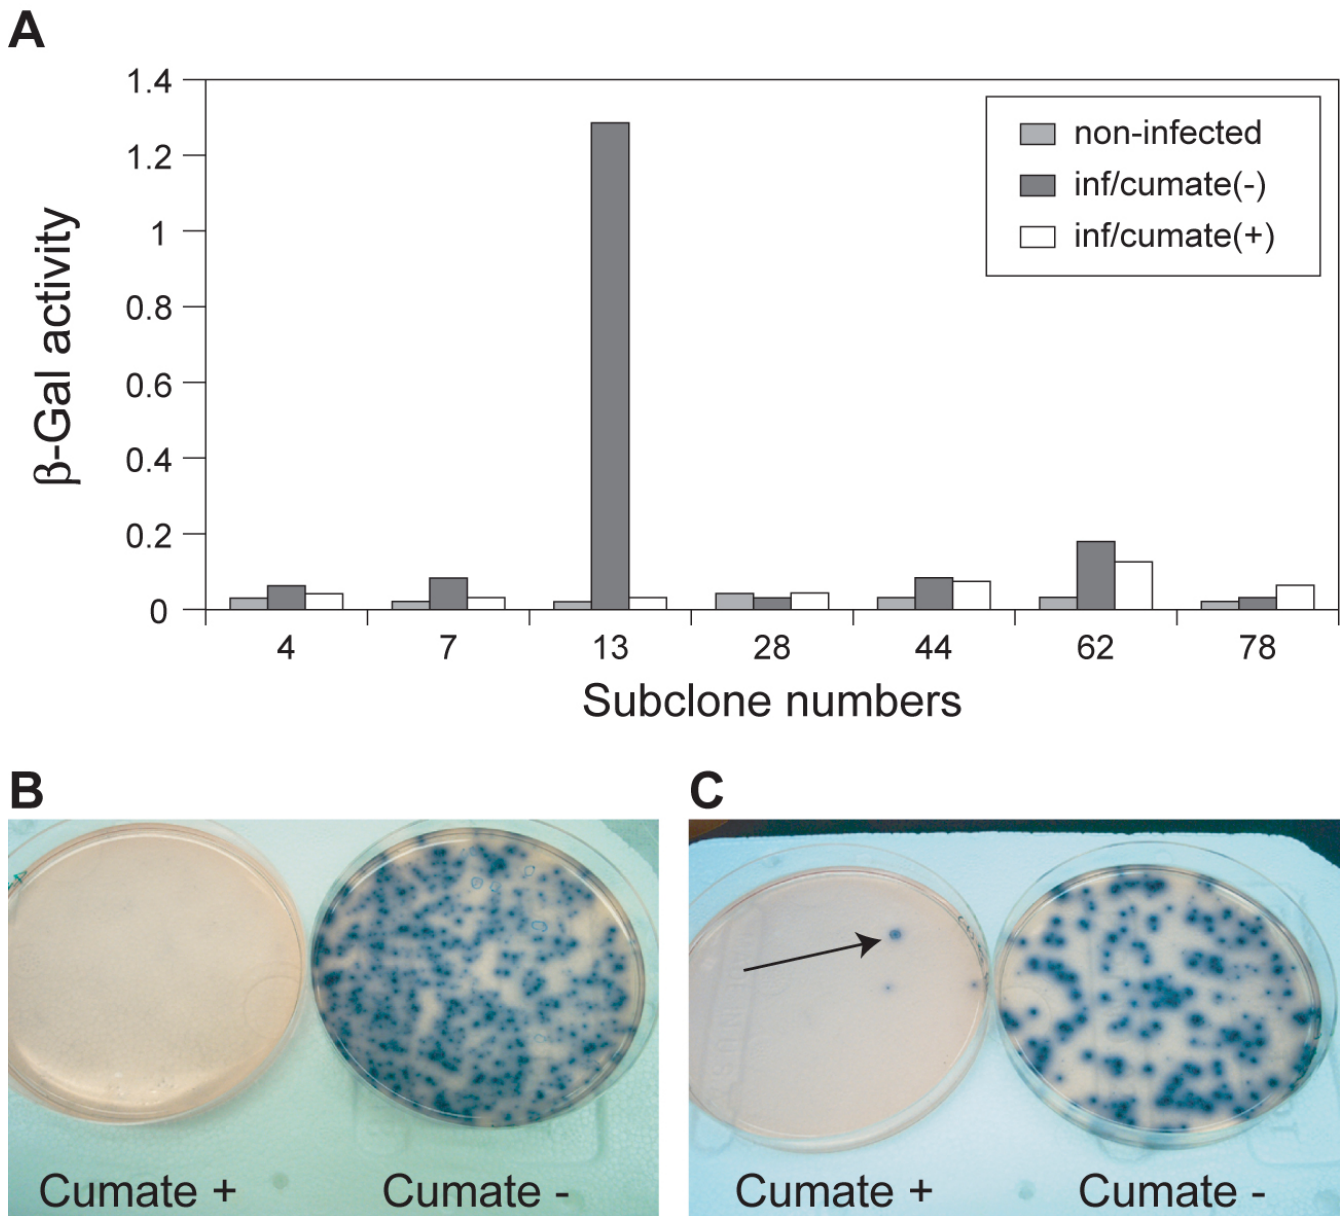 A
1.4
1.2
1
0.8
0.6
0.4
0.2
0
β-Gal activity
non-infected
inf/cumate(-)
inf/cumate(+)
4 7 13 28 44 62 78
Subclone numbers
B
C
Cumate + Cumate -
Cumate + Cumate -